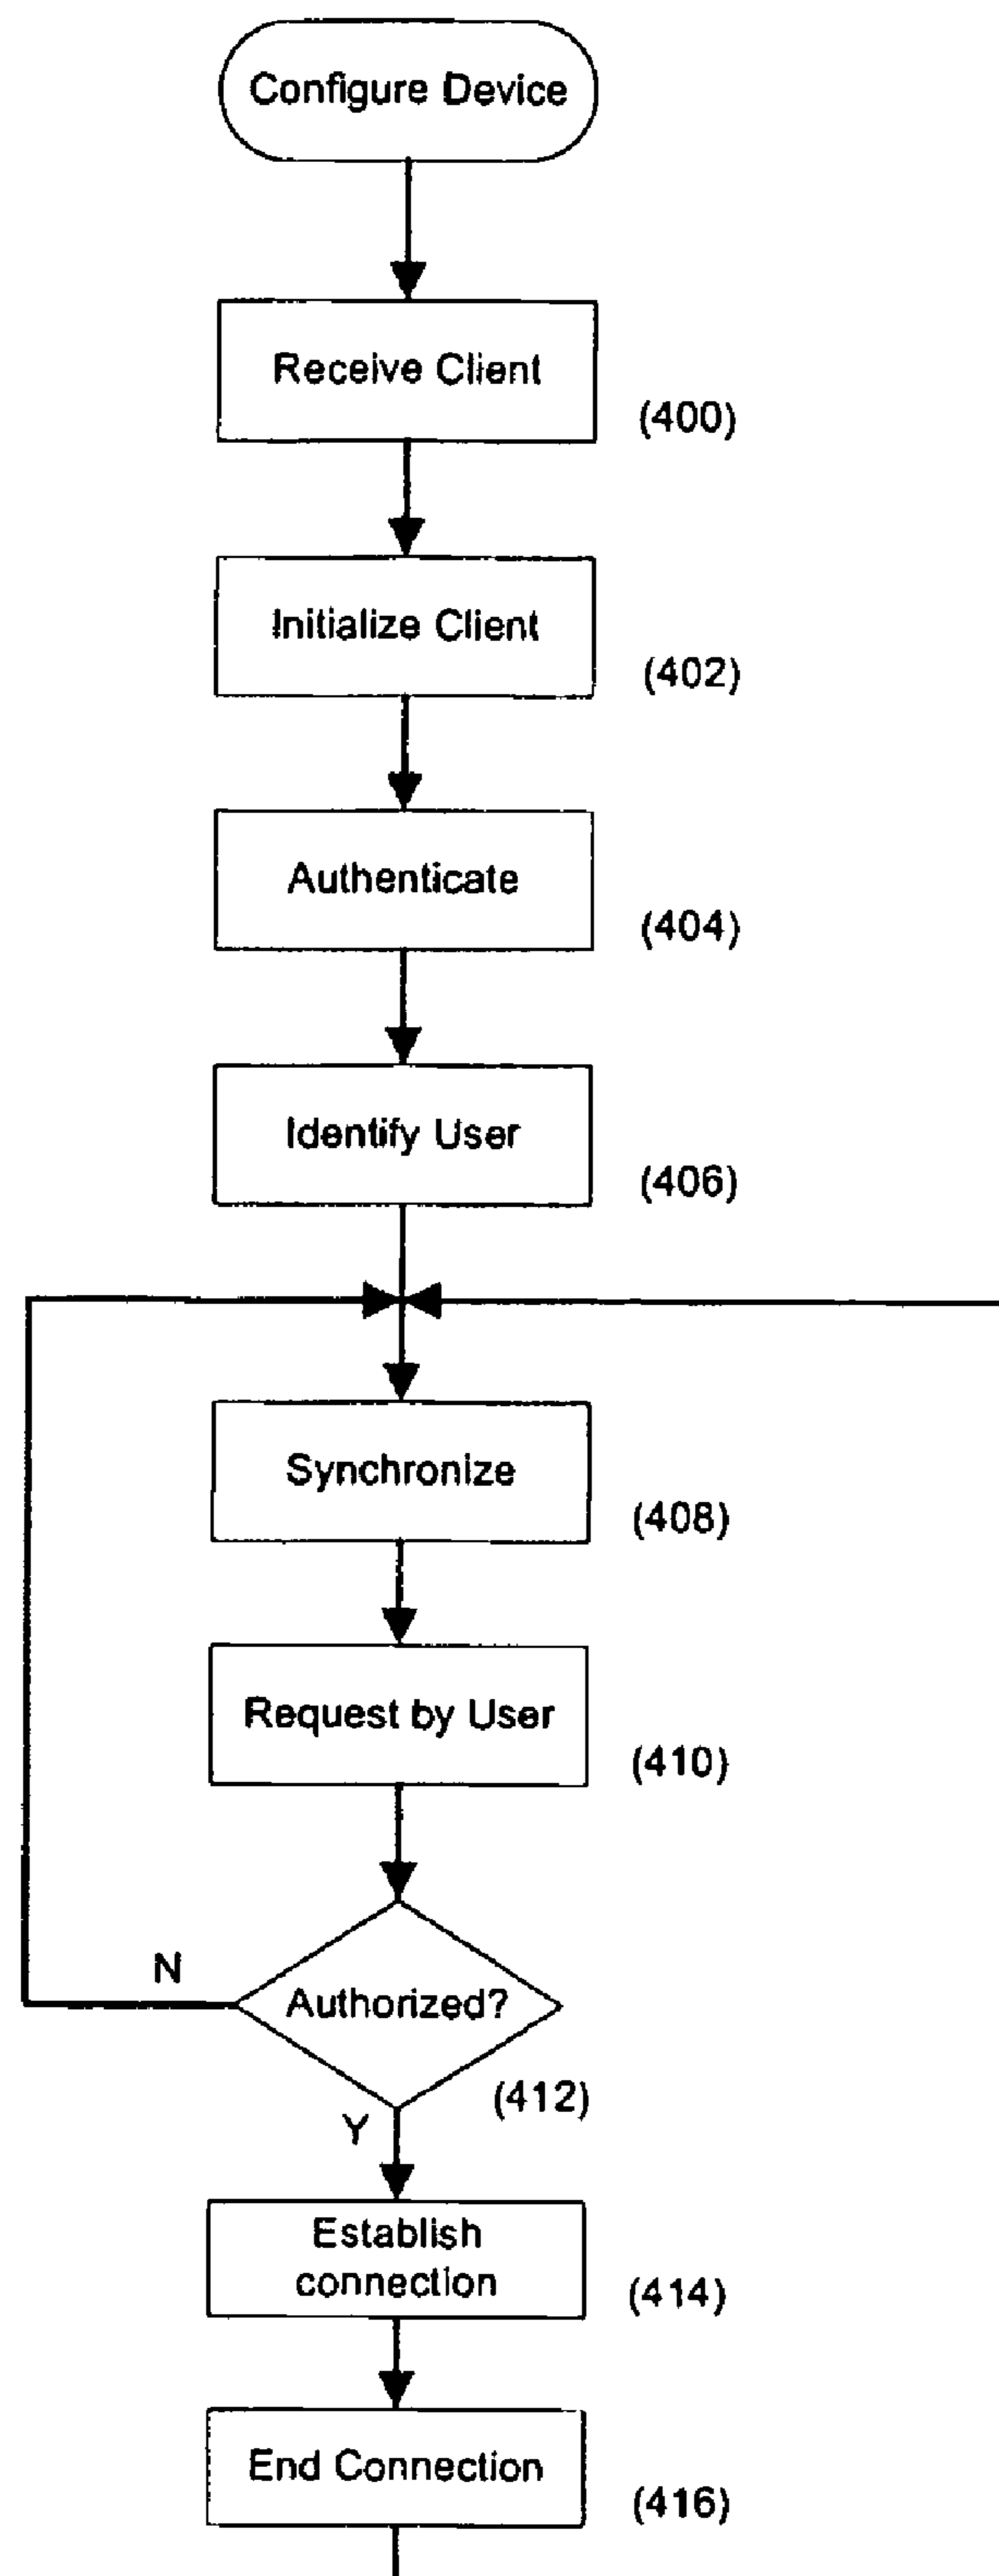 Configure Device
Receive Client
(400)
Initialize Client
(402)
Authenticate
(404)
Identify User
(406)
Synchronize
(408)
Request by User
(410)
N
Authorized?
(412)
Y
Establish
connection
(414)
End Connection
(416)